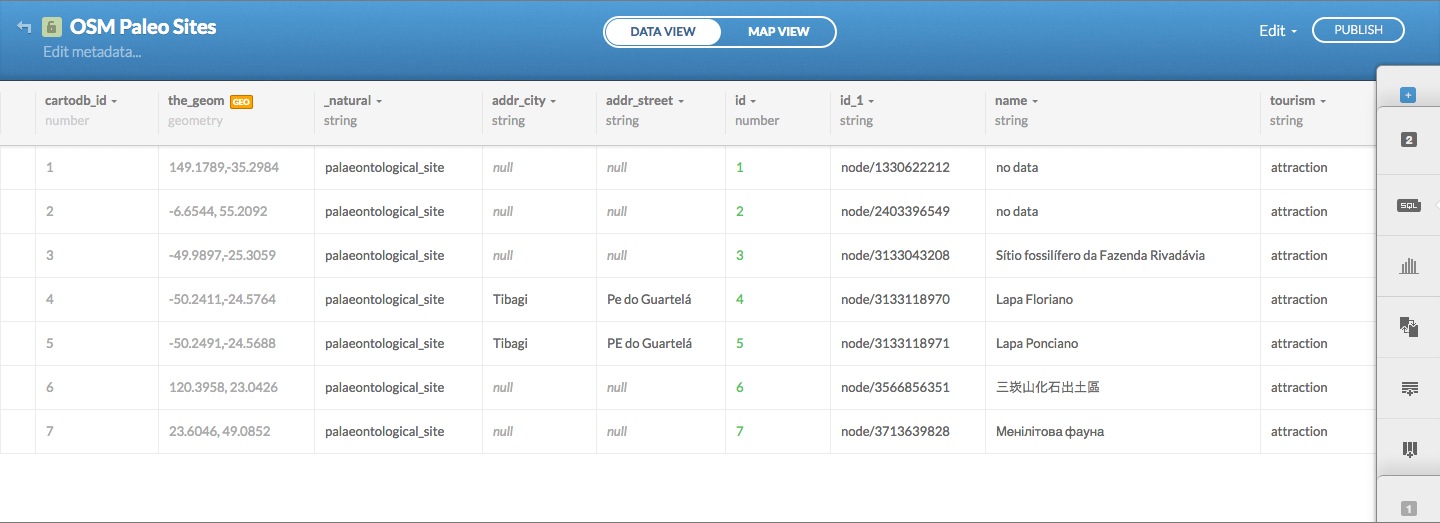 OSM Paleo Sites
Edit metadata...
DATA VIEW MAP VIEW
Edit PUBLISH
cartodb_id the_geom GEO _natural addr_city addr_street id id_1 name tourism
number geometry string string string number string string string
1 149.1789,-35.2984 palaeontological_site null null 1 node/1330622212 no data attraction
2 -6.6544, 55.2092 palaeontological_site null null 2 node/2403396549 no data attraction
3 -49.9897,-25.3059 palaeontological_site null null 3 node/3133043208 Sítio fossilífero da Fazenda Rivadávia attraction
4 -50.2411,-24.5764 palaeontological_site Tibagi Pe do Guartelá 4 node/3133118970 Lapa Floriano attraction
5 -50.2491,-24.5688 palaeontological_site Tibagi PE do Guartelá 5 node/3133118971 Lapa Ponciano attraction
6 120.3958, 23.0426 palaeontological_site null null 6 node/3566856351 三崁山化石出土區 attraction
7 23.6046, 49.0852 palaeontological_site null null 7 node/3713639828 Менілітова фауна attraction
+
2
SQL
1